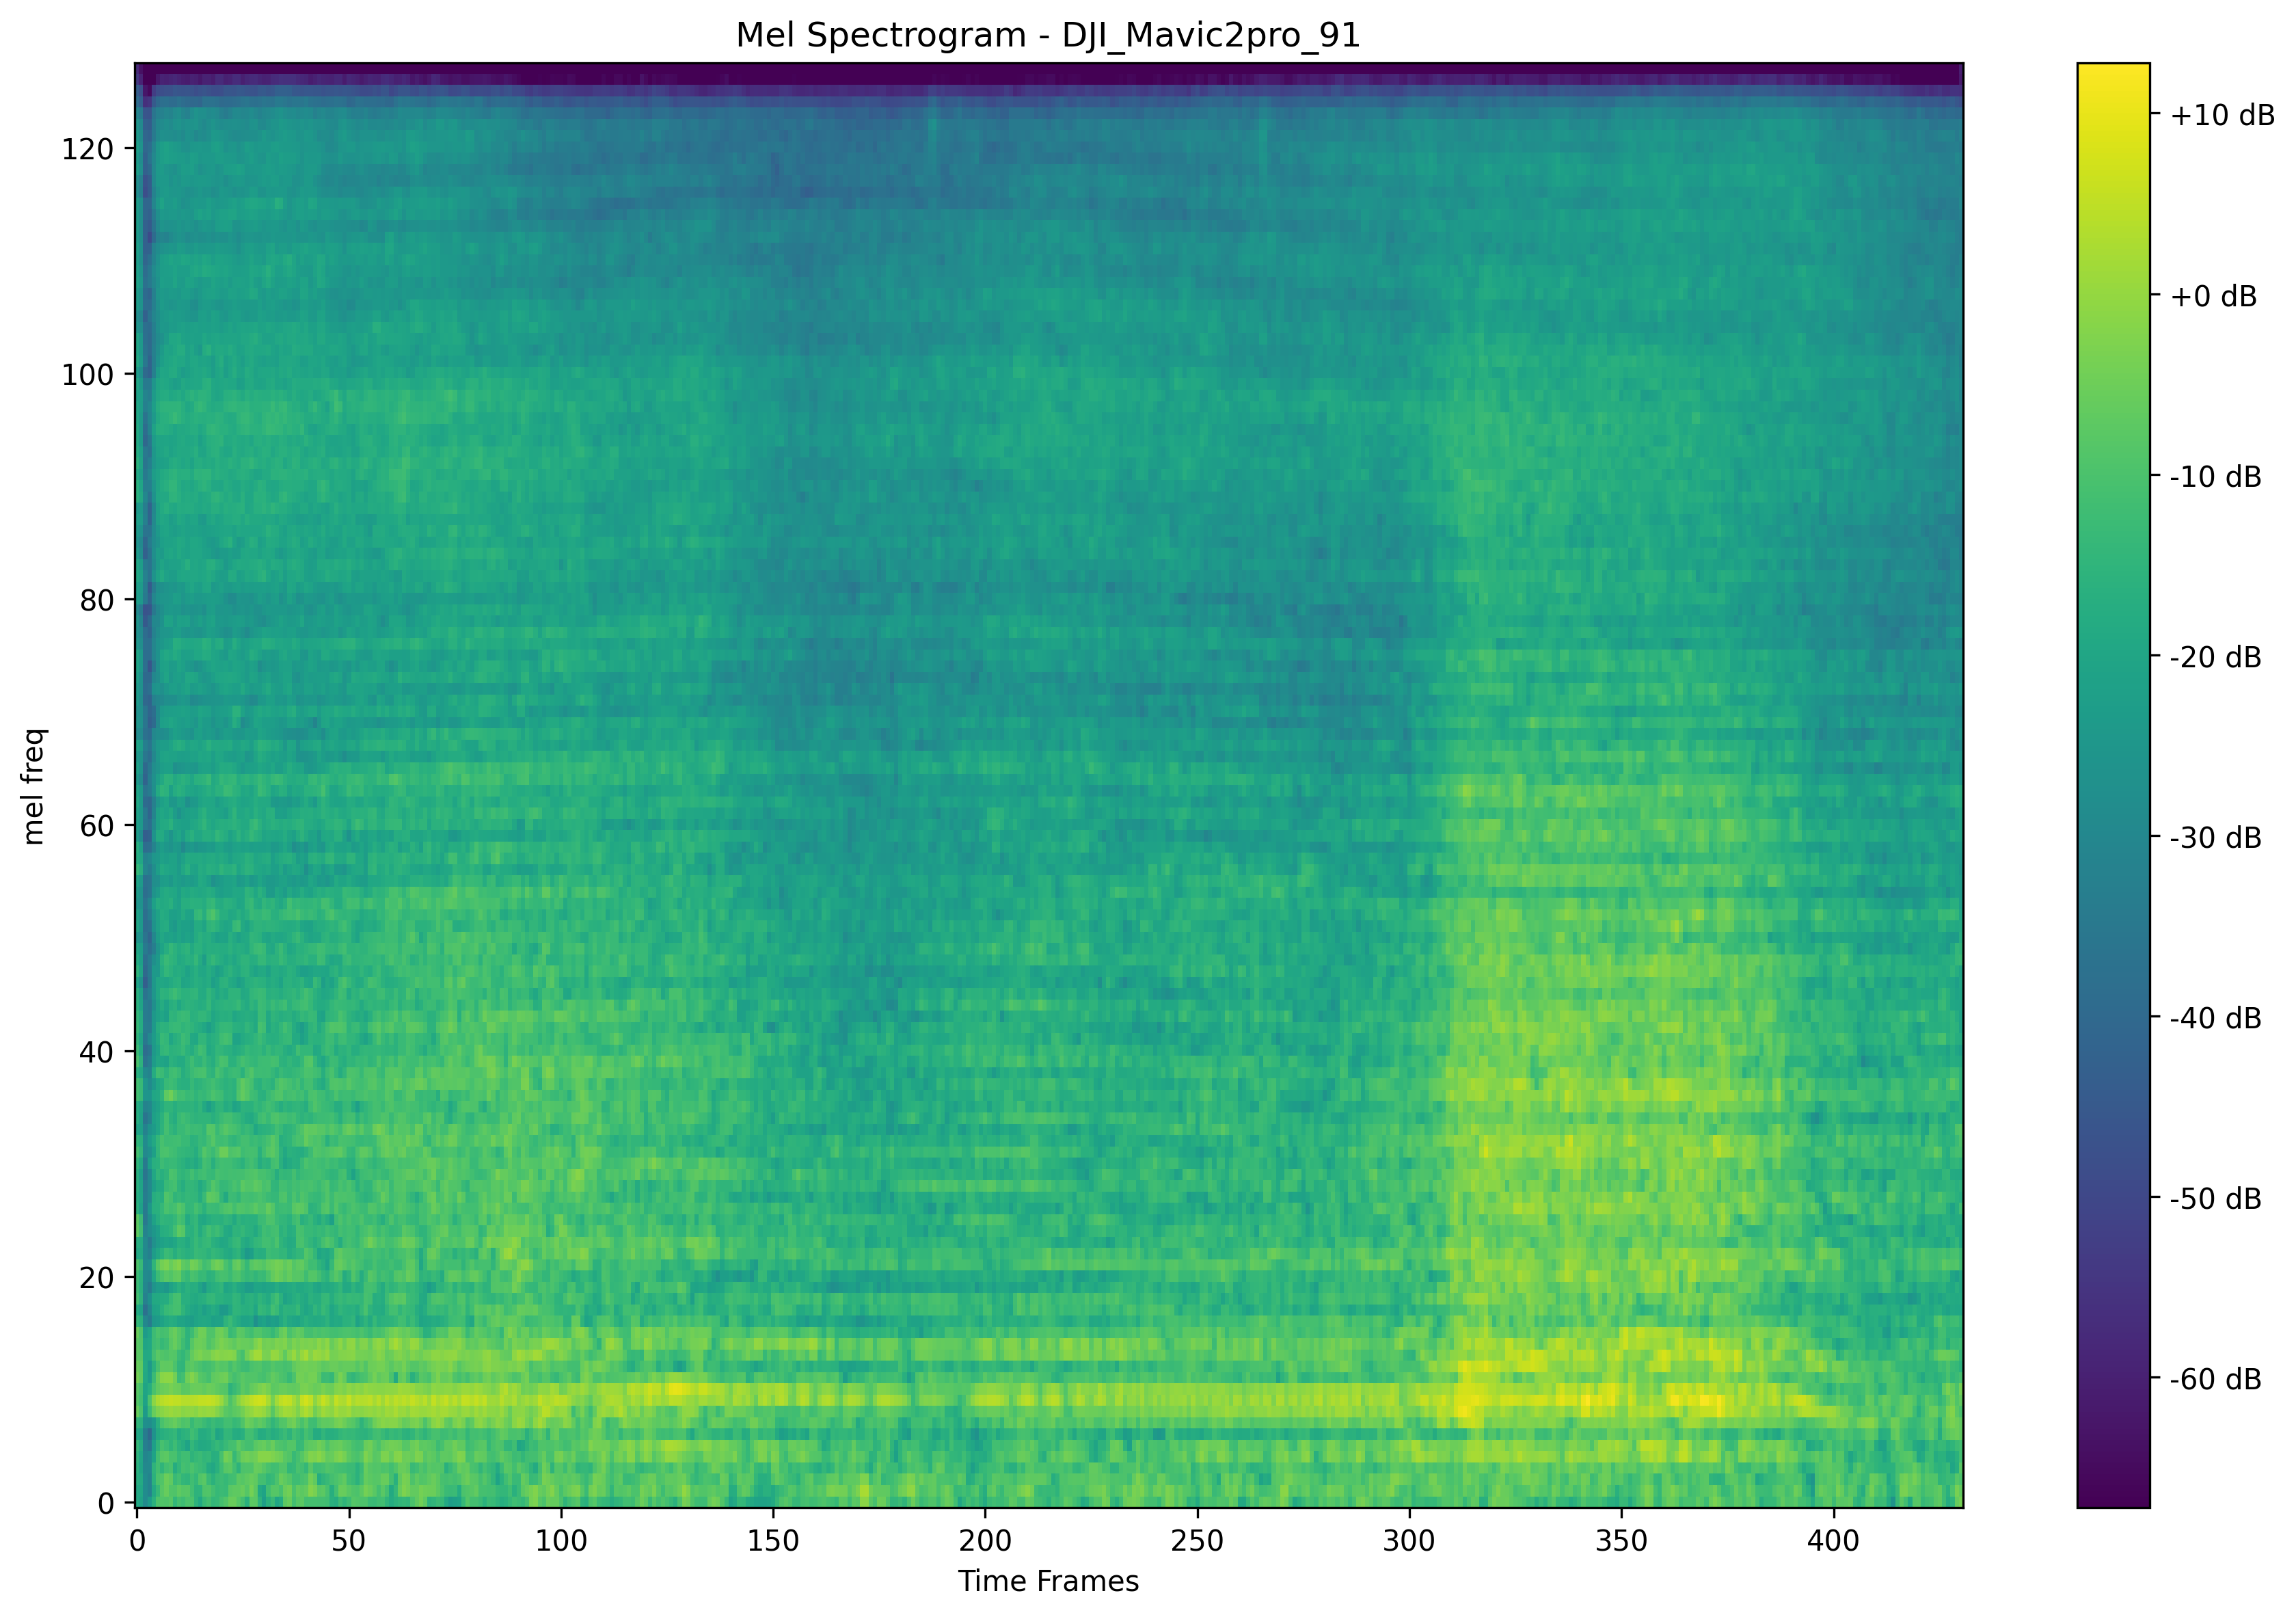 Mel Spectrogram - DJI_Mavic2pro_91
mel freq
120
100
80
60
40
20
0
0 50 100 150 200 250 300 350 400
Time Frames
+10 dB
+0 dB
-10 dB
-20 dB
-30 dB
-40 dB
-50 dB
-60 dB